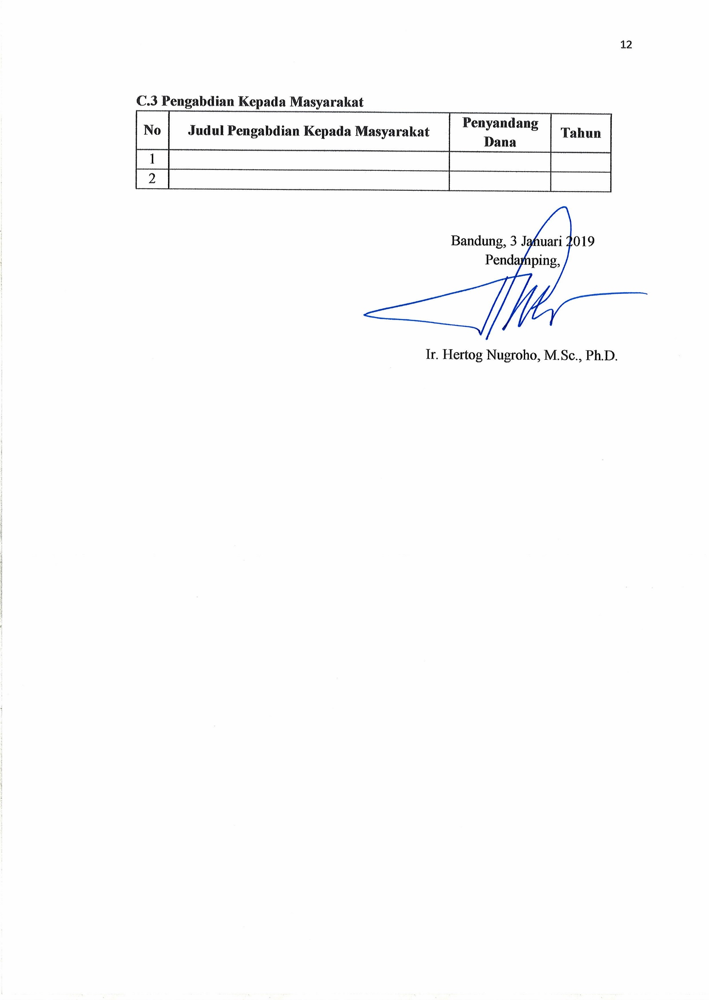 12
C.3 Pengabdian Kepada Masyarakat
No Judul Pengabdian Kepada Masyarakat Penyandang Dana Tahun
1
2
Bandung, 3 Januari 2019
Pendamping,
Ir. Hertog Nugroho, M.Sc., Ph.D.